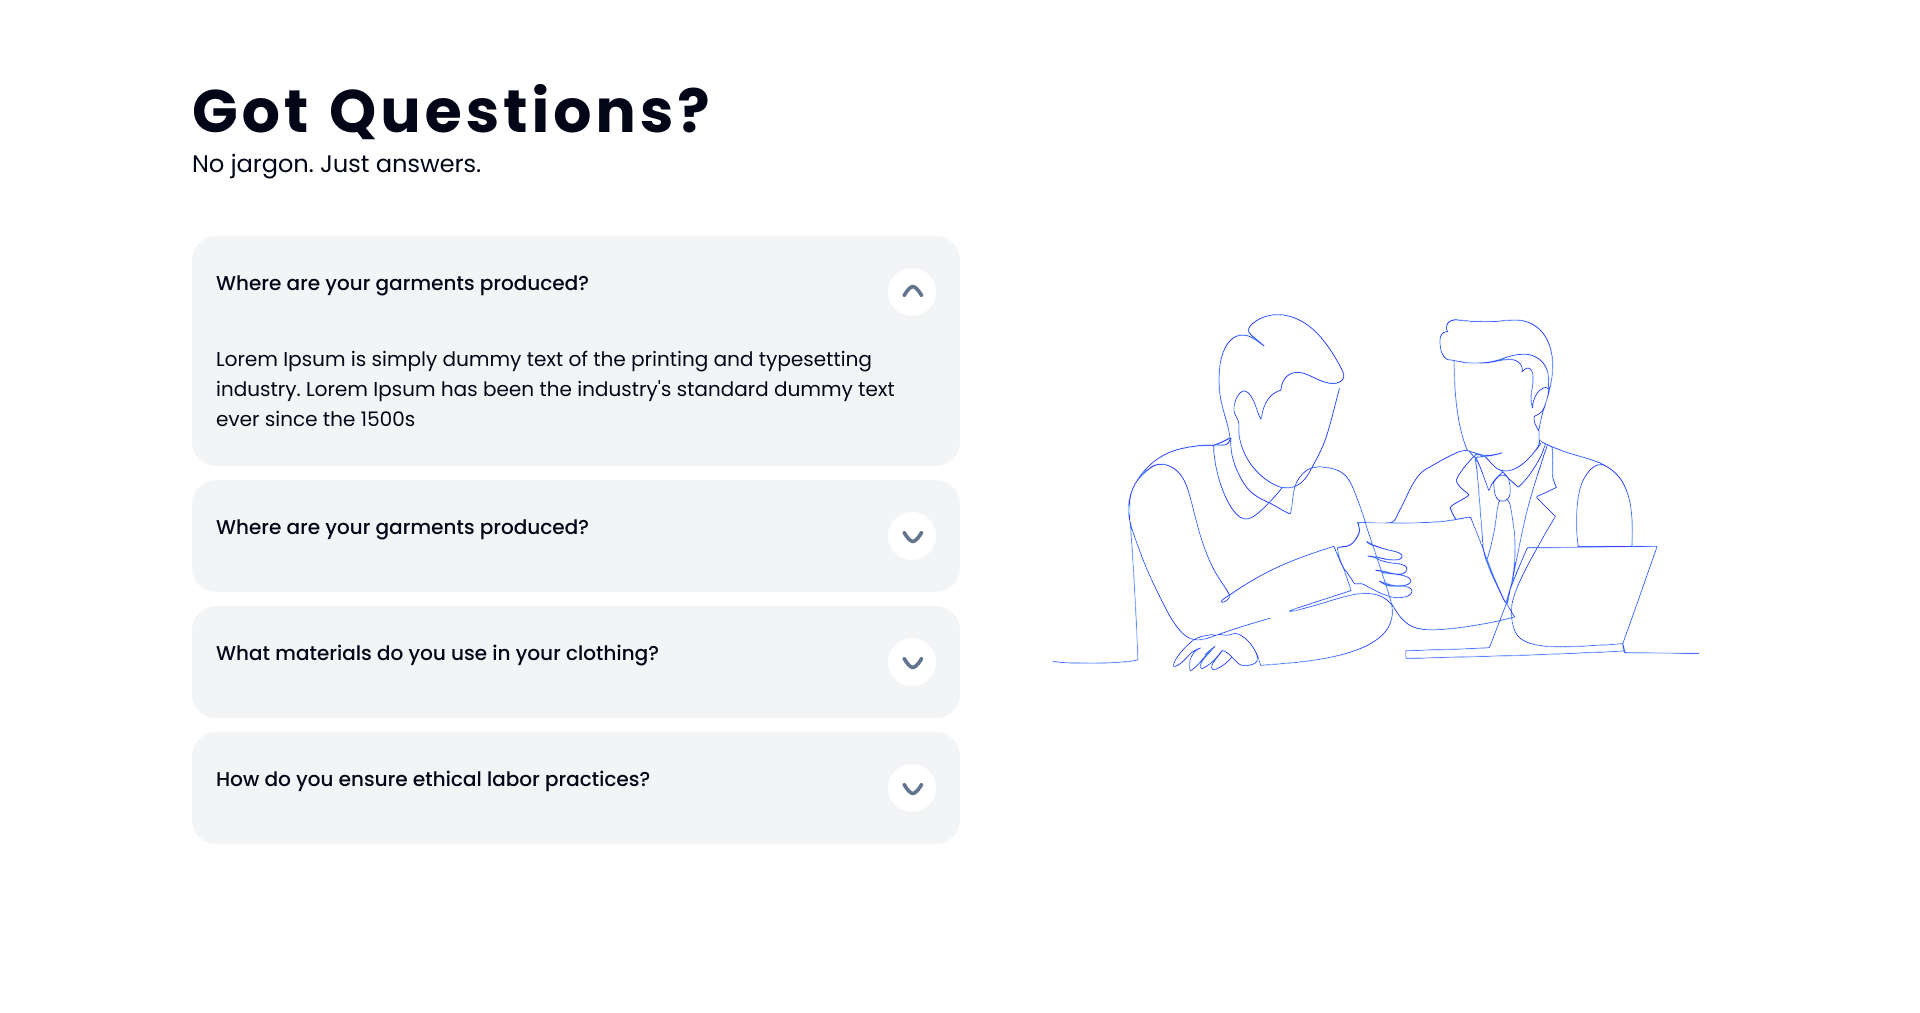 Got Questions?
No jargon. Just answers.
Where are your garments produced?
Lorem Ipsum is simply dummy text of the printing and typesetting
industry. Lorem Ipsum has been the industry's standard dummy text
ever since the 1500s
Where are your garments produced?
What materials do you use in your clothing?
How do you ensure ethical labor practices?